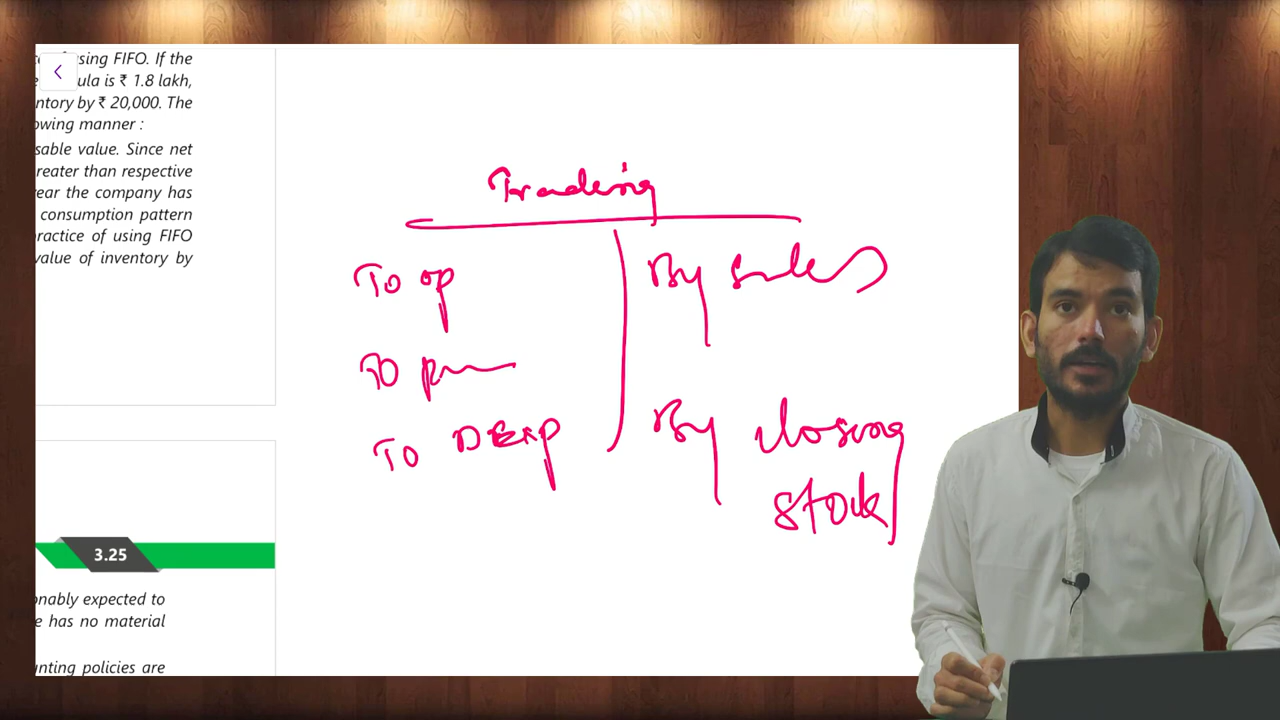 using FIFO. If the
ula is ₹ 1.8 lakh,
ntory by ₹ 20,000. The
owing manner :
sable value. Since net
reater than respective
year the company has
consumption pattern
practice of using FIFO
value of inventory by
3.25
onably expected to
e has no material
unting policies are
Trading
To op
By sales
To pu
To DExp
By closing
stock